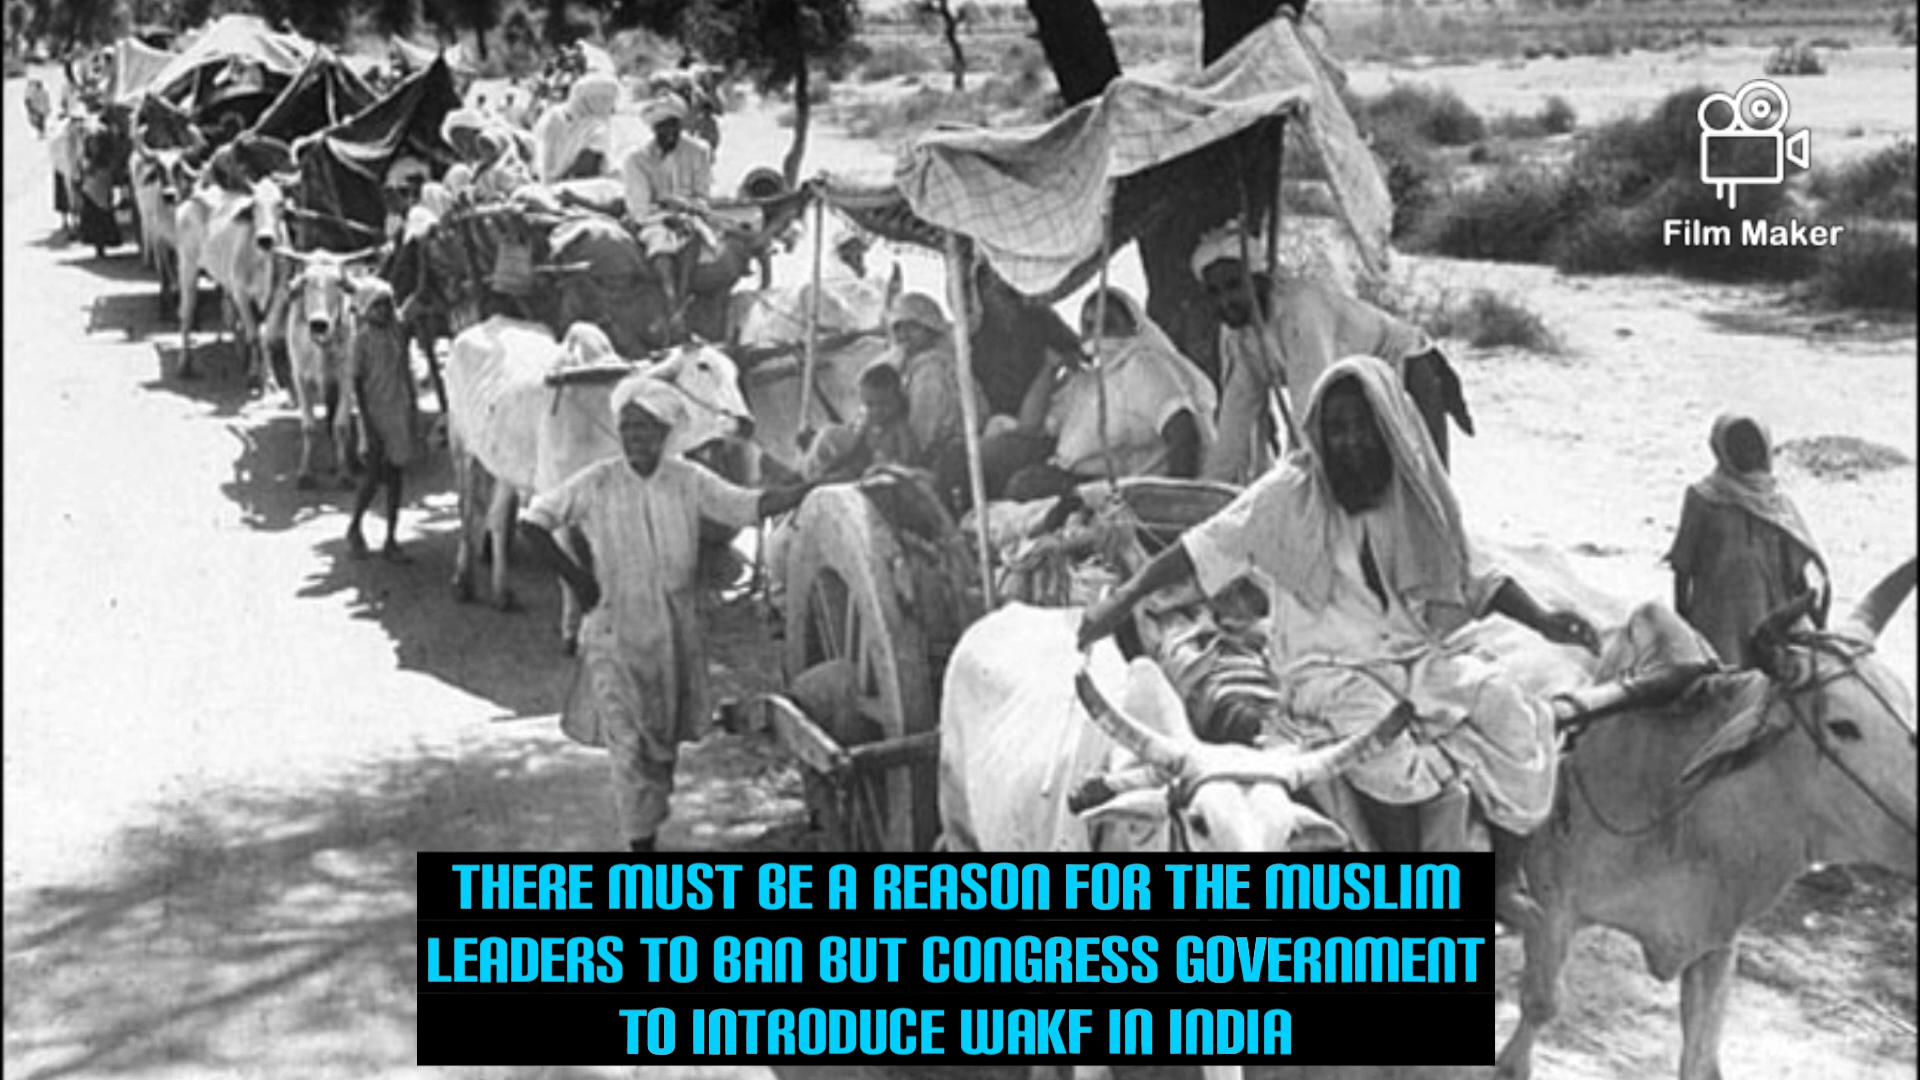 Film Maker
THERE MUST BE A REASON FOR THE MUSLIM
LEADERS TO BAN BUT CONGRESS GOVERNMENT
TO INTRODUCE WAKF IN INDIA